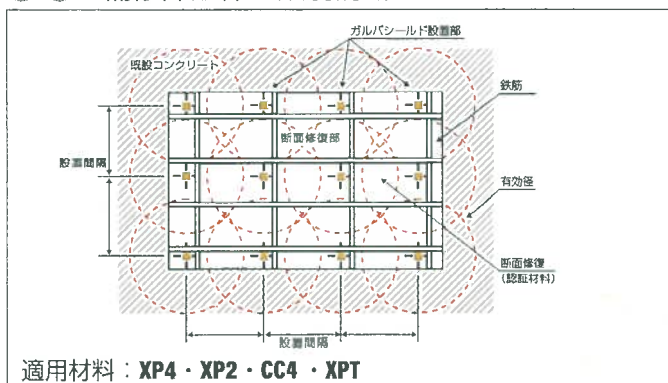 ガルバシールド設置部
既設コンクリート
鉄筋
断面修復部
設置間隔
有効径
断面修復
(認証材料)
設置間隔
適用材料：XP4・XP2・CC4・XPT